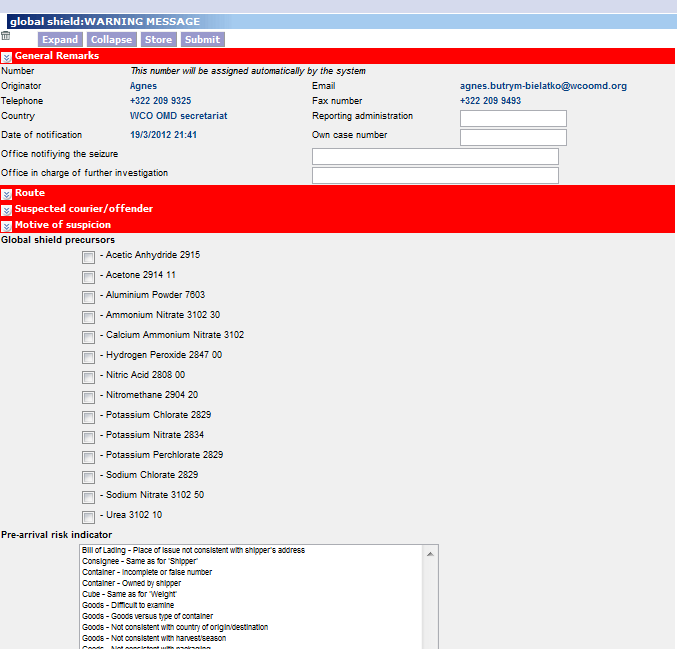 global shield:WARNING MESSAGE
Expand Collapse Store Submit
General Remarks
Number This number will be assigned automatically by the system
Originator Agnes Email agnes.butrym-bielatko@wcoomd.org
Telephone +322 209 9325 Fax number +322 209 9493
Country WCO OMD secretariat Reporting administration
Date of notification 19/3/2012 21:41 Own case number
Office notifiying the seizure
Office in charge of further investigation
Route
Suspected courier/offender
Motive of suspicion
Global shield precursors
- Acetic Anhydride 2915
- Acetone 2914 11
- Aluminium Powder 7603
- Ammonium Nitrate 3102 30
- Calcium Ammonium Nitrate 3102
- Hydrogen Peroxide 2847 00
- Nitric Acid 2808 00
- Nitromethane 2904 20
- Potassium Chlorate 2829
- Potassium Nitrate 2834
- Potassium Perchlorate 2829
- Sodium Chlorate 2829
- Sodium Nitrate 3102 50
- Urea 3102 10
Pre-arrival risk indicator
Bill of Lading - Place of issue not consistent with shipper's address
Consignee - Same as for 'Shipper'
Container - Incomplete or false number
Container - Owned by shipper
Cube - Same as for 'Weight'
Goods - Difficult to examine
Goods - Goods versus type of container
Goods - Not consistent with country of origin/destination
Goods - Not consistent with harvest/season
Goods - Not consistent with packaging